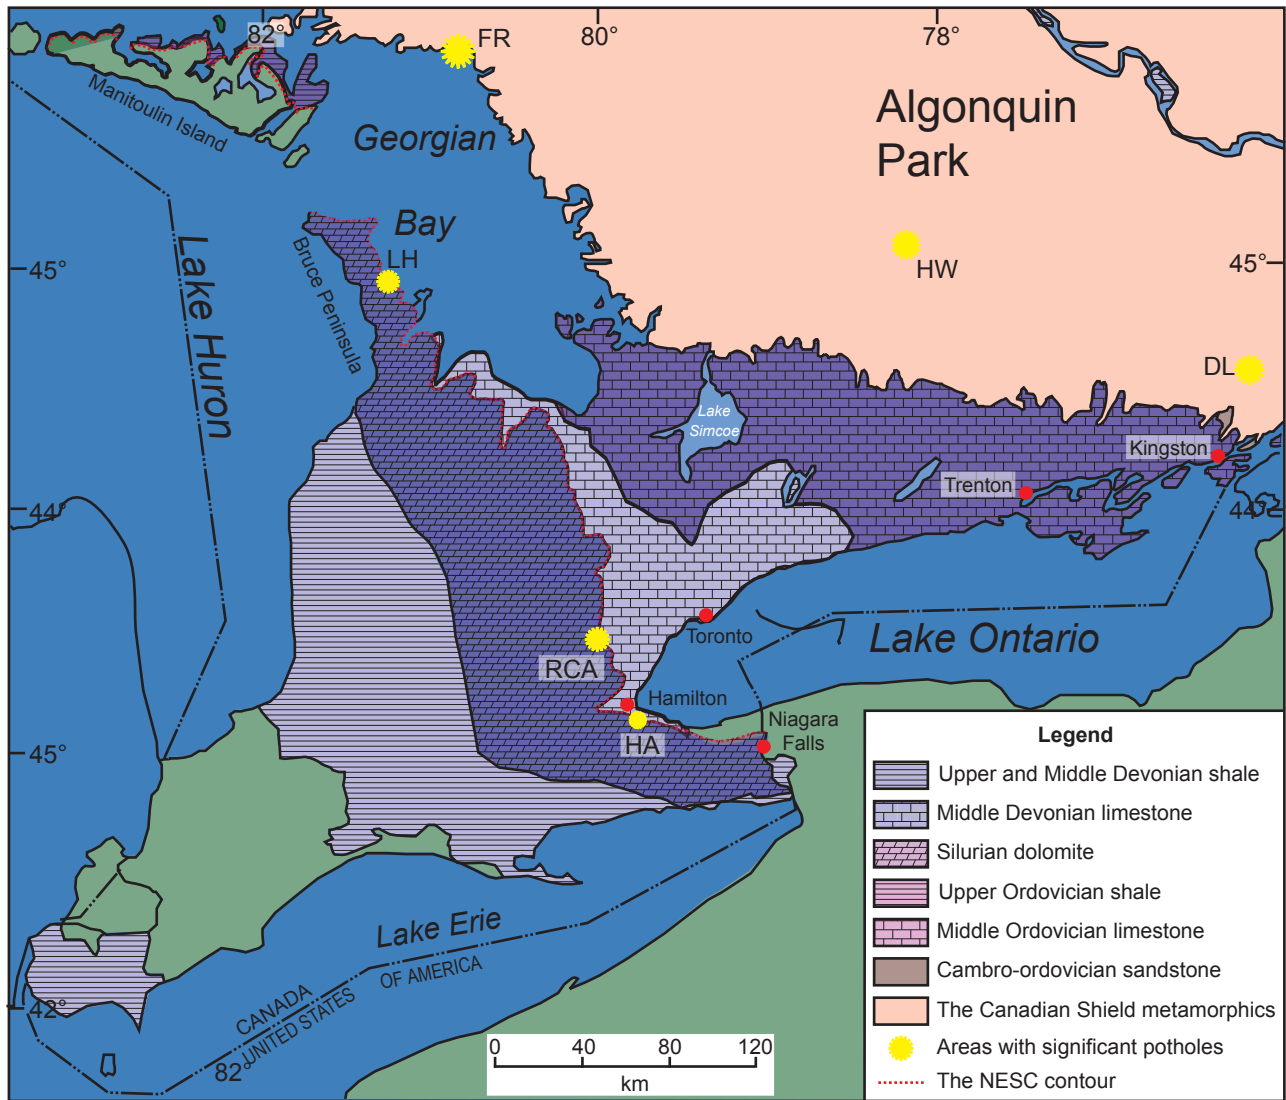 82°
80°
78°
FR
Manitoulin Island
Georgian
Bay
Algonquin
Park
Lake Huron
Bruce Peninsula
LH
HW
45°
45°
DL
Lake
Simcoe
Kingston
Trenton
44°
44°
Toronto
Lake Ontario
RCA
Hamilton
HA
Niagara
Falls
45°
Lake Erie
OF AMERICA
CANADA
UNITED STATES
42°
82°
0 40 80 120
km
Legend
Upper and Middle Devonian shale
Middle Devonian limestone
Silurian dolomite
Upper Ordovician shale
Middle Ordovician limestone
Cambro-ordovician sandstone
The Canadian Shield metamorphics
Areas with significant potholes
The NESC contour